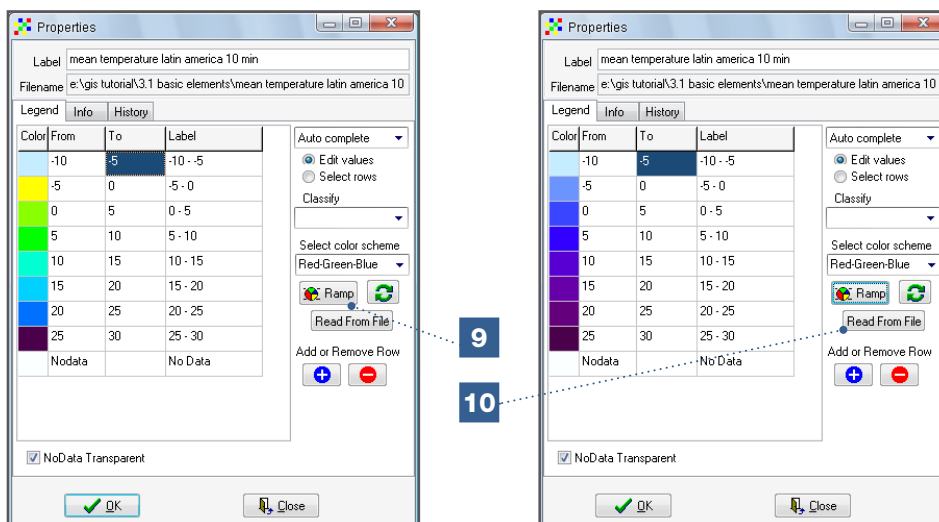 Properties
Label mean temperature latin america 10 min
Filename e:\gis tutorial\3.1 basic elements\mean temperature latin america 10
Legend Info History
Color From To Label
-10 -5 -10 - -5
-5 0 -5 - 0
0 5 0 - 5
5 10 5 - 10
10 15 10 - 15
15 20 15 - 20
20 25 20 - 25
25 30 25 - 30
Nodata No Data
Auto complete
Edit values
Select rows
Classify
Select color scheme
Red-Green-Blue
Ramp
Read From File
Add or Remove Row
NoData Transparent
OK Close
9
10
Properties
Label mean temperature latin america 10 min
Filename e:\gis tutorial\3.1 basic elements\mean temperature latin america 10
Legend Info History
Color From To Label
-10 -5 -10 - -5
-5 0 -5 - 0
0 5 0 - 5
5 10 5 - 10
10 15 10 - 15
15 20 15 - 20
20 25 20 - 25
25 30 25 - 30
Nodata No Data
Auto complete
Edit values
Select rows
Classify
Select color scheme
Red-Green-Blue
Ramp
Read From File
Add or Remove Row
NoData Transparent
OK Close